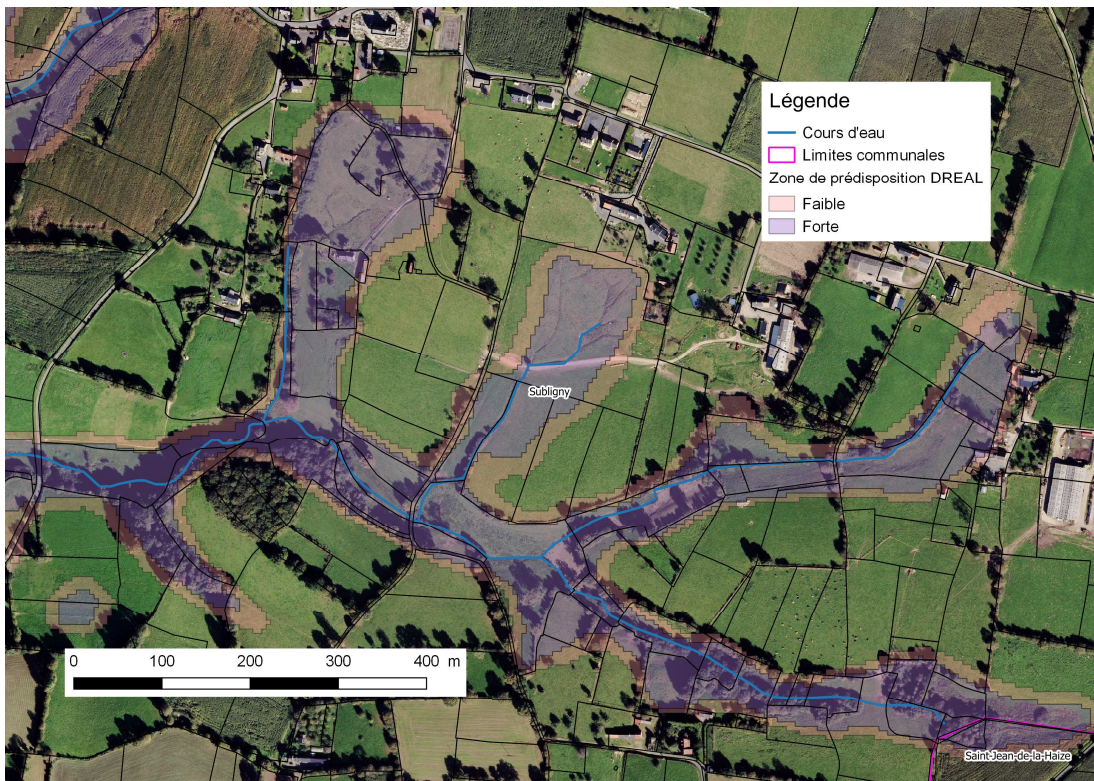 Légende
Cours d'eau
Limites communales
Zone de prédisposition DREAL
Faible
Forte
Subligny
0 100 200 300 400 m
Saint-Jean-de-la-Haize